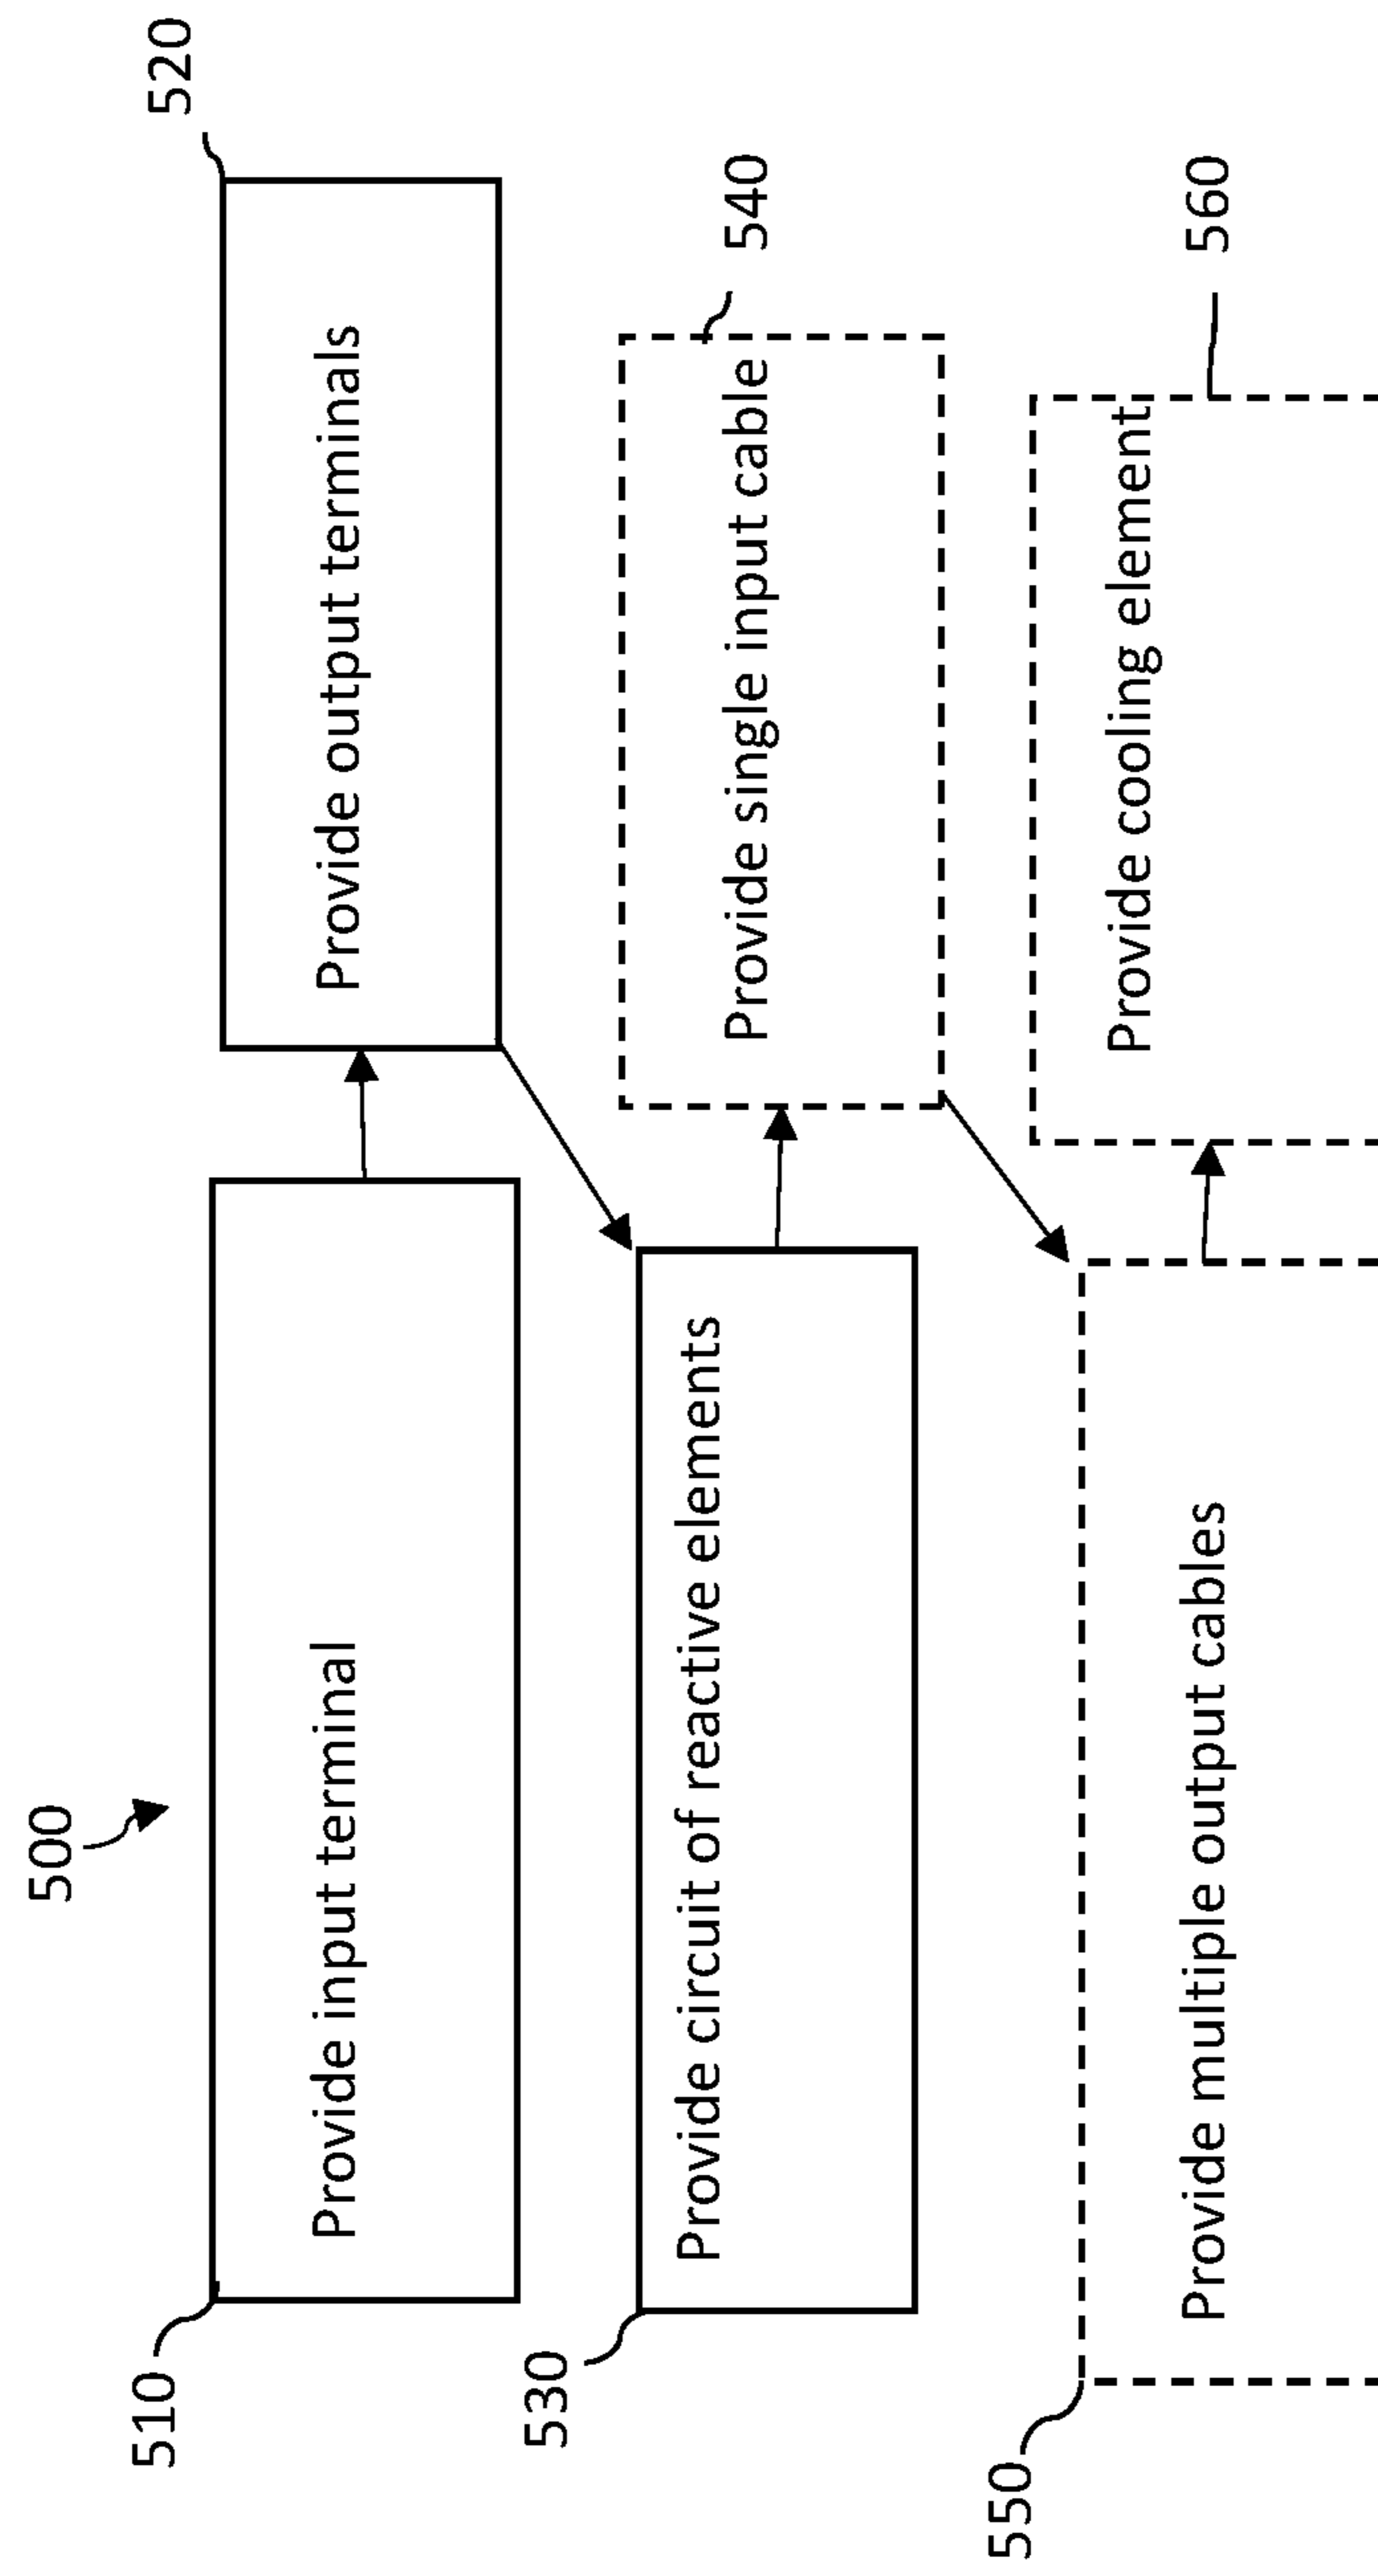 500
510
Provide input terminal
520
Provide output terminals
530
Provide circuit of reactive elements
540
Provide single input cable
550
Provide multiple output cables
560
Provide cooling element